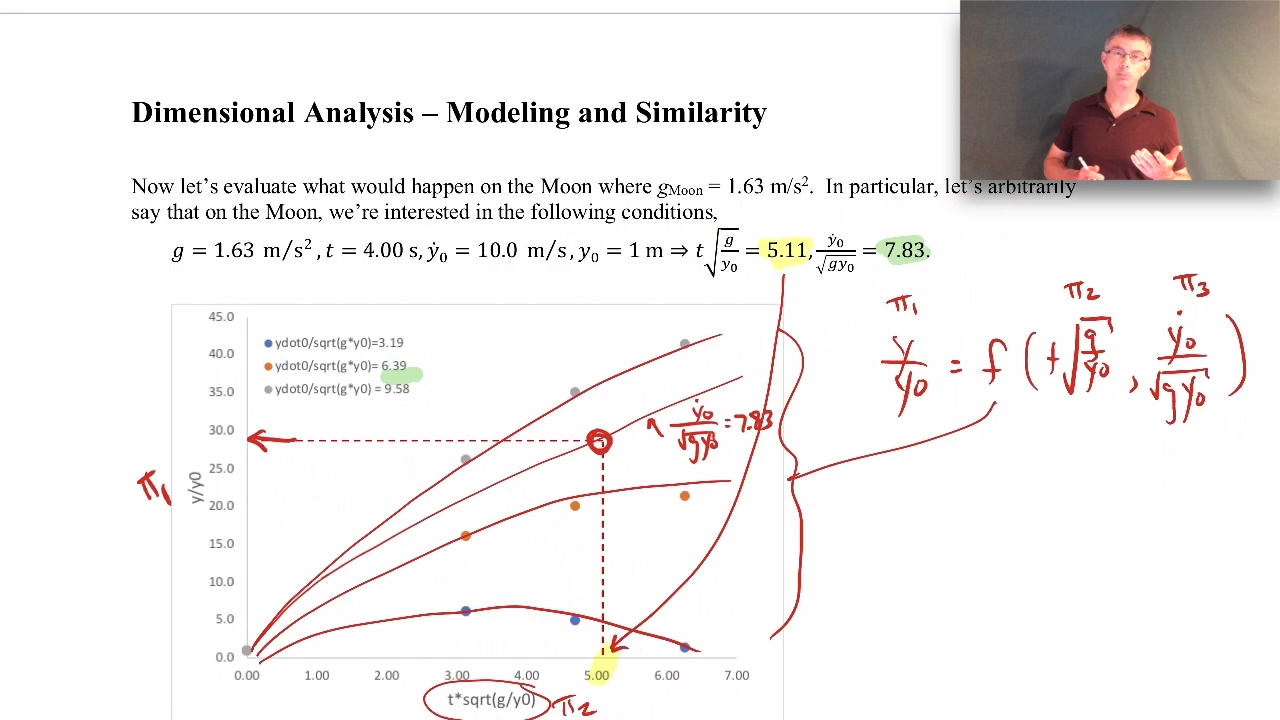 Dimensional Analysis – Modeling and Similarity
Now let's evaluate what would happen on the Moon where gMoon = 1.63 m/s². In particular, let's arbitrarily
say that on the Moon, we're interested in the following conditions,
g = 1.63 m/s², t = 4.00 s, ẏ₀ = 10.0 m/s, y₀ = 1 m ⇒ t√(g/y₀) = 5.11, ẏ₀/√(gy₀) = 7.83.
π₁ π₂ π₃
y/y₀ = f(t√(g/y₀), ẏ₀/√(gy₀))
45.0
40.0
35.0
30.0
25.0
20.0
15.0
10.0
5.0
0.0
ydot0/sqrt(g*y0)=3.19
ydot0/sqrt(g*y0)= 6.39
ydot0/sqrt(g*y0) = 9.58
ẏ₀/√(gy₀) = 7.83
π₁
y/y0
0.00 1.00 2.00 3.00 4.00 5.00 6.00 7.00
t*sqrt(g/y0) π₂